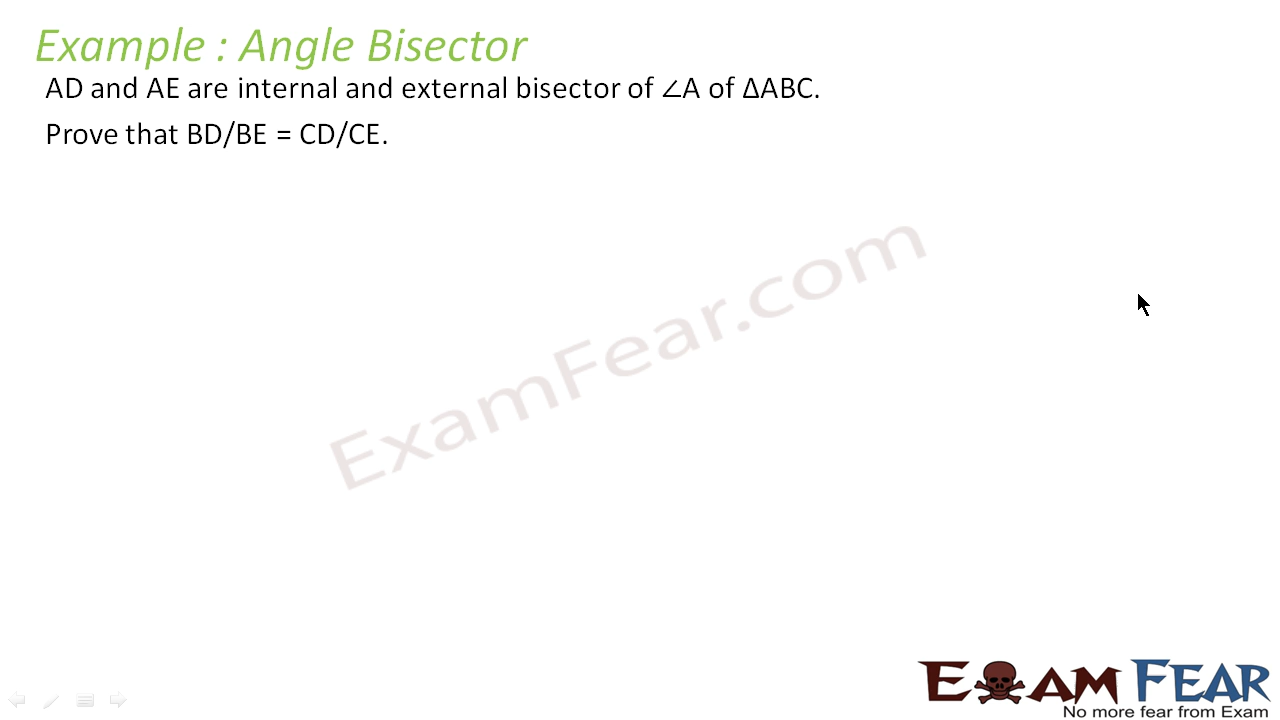 Example : Angle Bisector
AD and AE are internal and external bisector of ∠A of ΔABC.
Prove that BD/BE = CD/CE.
ExamFear.com
EXAM FEAR
No more fear from Exam